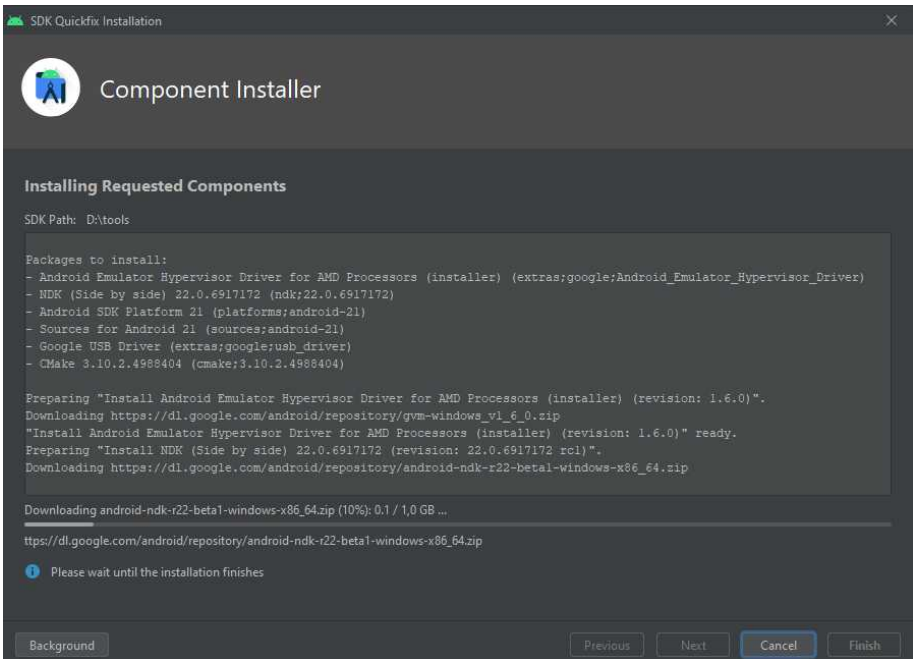 SDK Quickfix Installation
Component Installer
Installing Requested Components
SDK Path: D:\tools
Packages to install:
- Android Emulator Hypervisor Driver for AMD Processors (installer) (extras;google;Android_Emulator_Hypervisor_Driver)
- NDK (Side by side) 22.0.6917172 (ndk;22.0.6917172)
- Android SDK Platform 21 (platforms;android-21)
- Sources for Android 21 (sources;android-21)
- Google USB Driver (extras;google;usb_driver)
- CMake 3.10.2.4988404 (cmake;3.10.2.4988404)
Preparing "Install Android Emulator Hypervisor Driver for AMD Processors (installer) (revision: 1.6.0)".
Downloading https://dl.google.com/android/repository/gvm-windows_v1_6_0.zip
"Install Android Emulator Hypervisor Driver for AMD Processors (installer) (revision: 1.6.0)" ready.
Preparing "Install NDK (Side by side) 22.0.6917172 (revision: 22.0.6917172 rc1)".
Downloading https://dl.google.com/android/repository/android-ndk-r22-beta1-windows-x86_64.zip
Downloading android-ndk-r22-beta1-windows-x86_64.zip (10%): 0.1 / 1,0 GB ...
ttps://dl.google.com/android/repository/android-ndk-r22-beta1-windows-x86_64.zip
Please wait until the installation finishes
Background Previous Next Cancel Finish